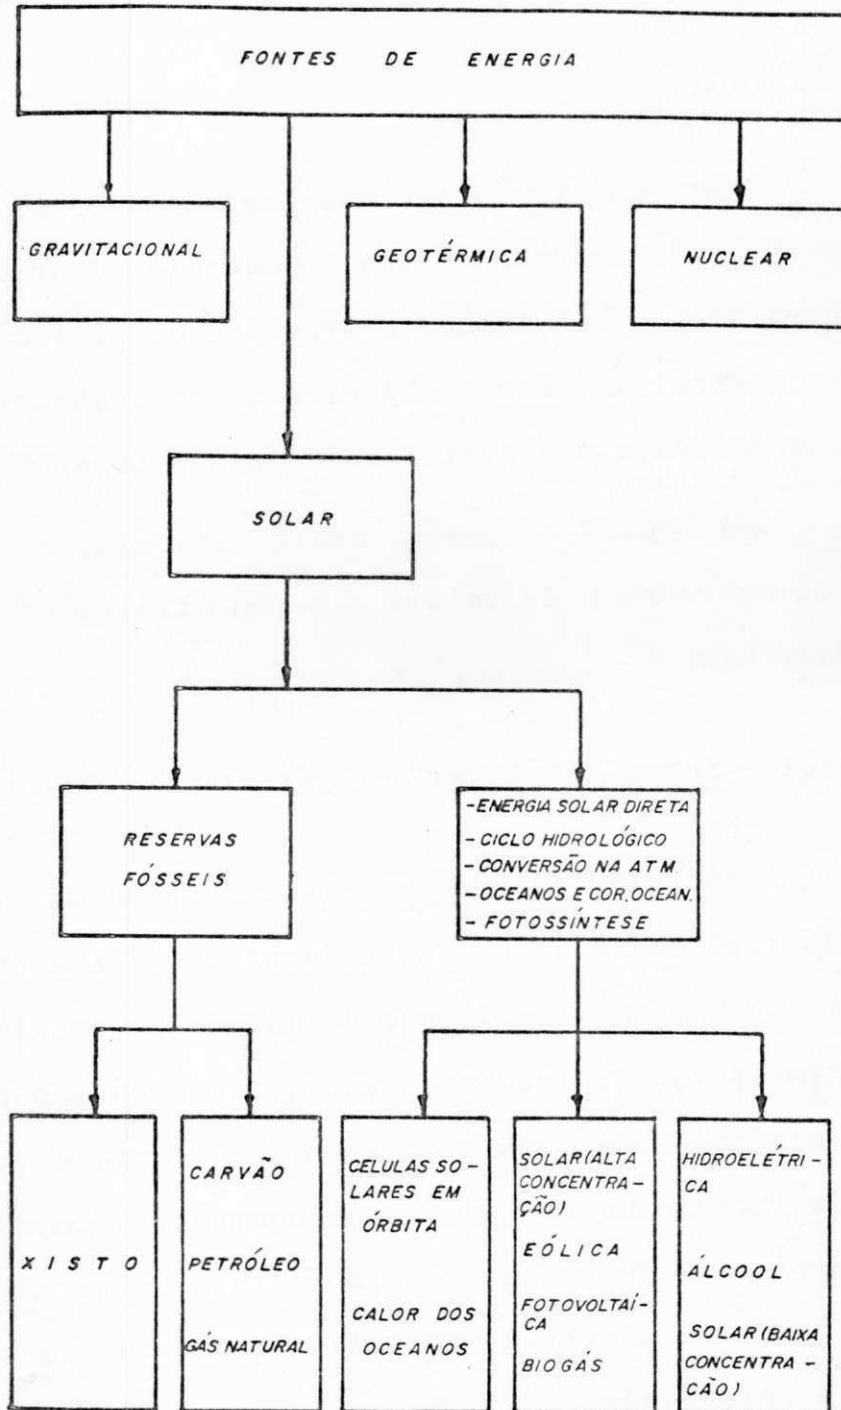 FONTES DE ENERGIA
GRAVITACIONAL
GEOTÉRMICA
NUCLEAR
SOLAR
RESERVAS
FÓSSEIS
-ENERGIA SOLAR DIRETA
- CICLO HIDROLÓGICO
- CONVERSÃO NA ATM
- OCEANOS E COR. OCEAN.
- FOTOSSÍNTESE
XISTO
CARVÃO
PETRÓLEO
GÁS NATURAL
CELULAS SO-
LARES EM
ÓRBITA
CALOR DOS
OCEANOS
SOLAR(ALTA
CONCENTRA-
ÇÃO)
EÓLICA
FOTOVOLTAÍ-
CA
BIOGÁS
HIDROELÉTRI-
CA
ÁLCOOL
SOLAR(BAIXA
CONCENTRA-
CÃO)